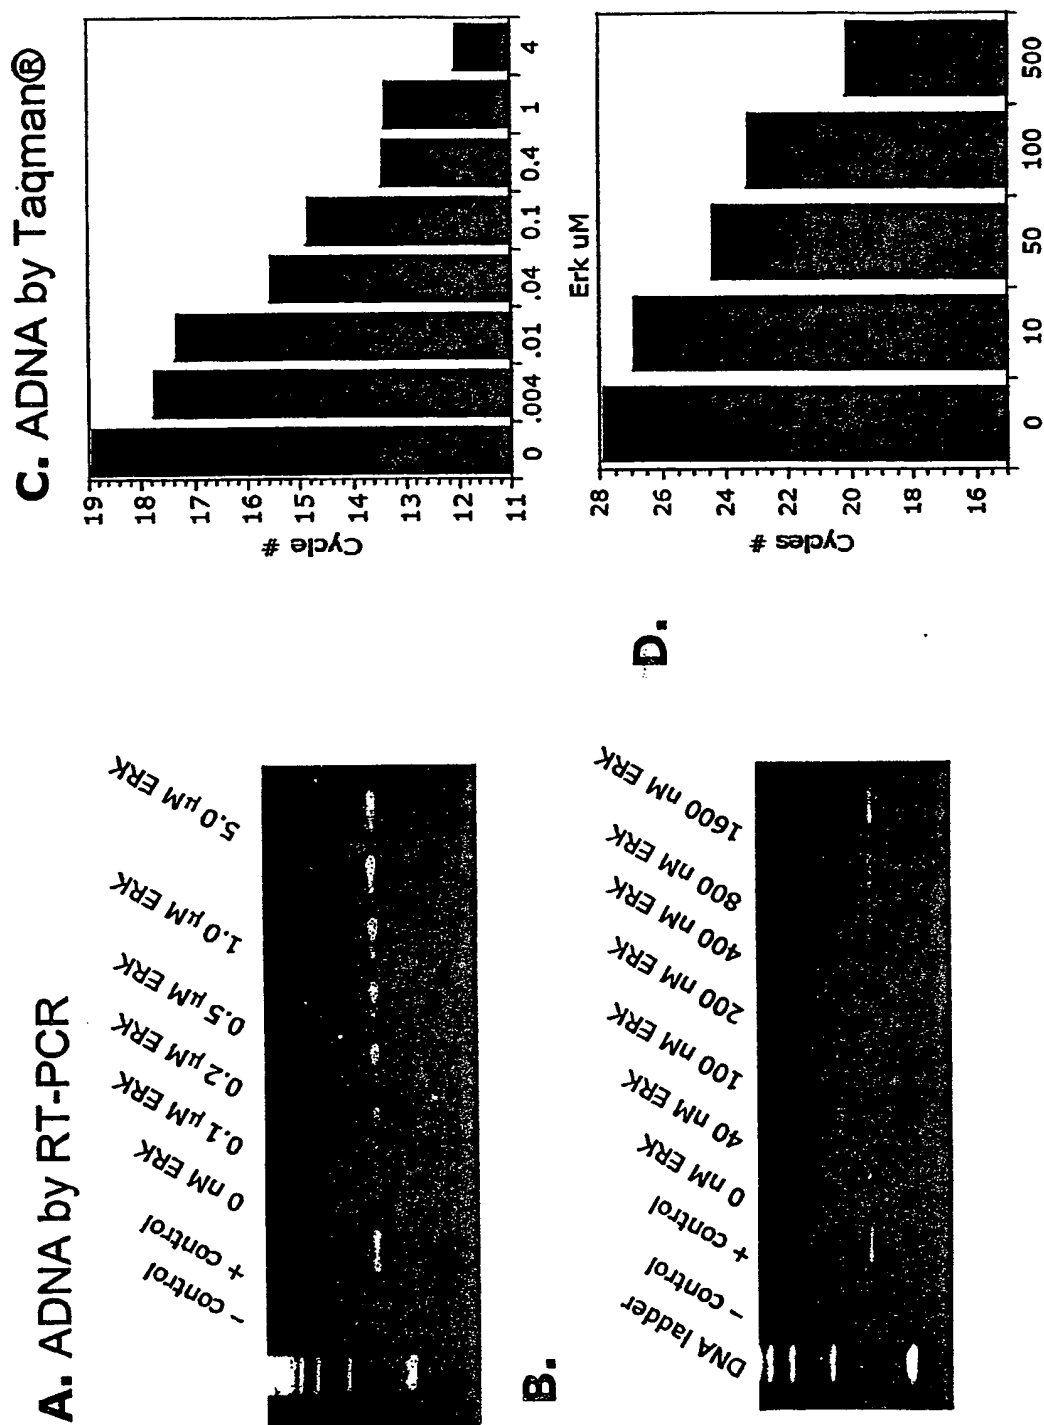 A. ADNA by RT-PCR
– control
+ control
0 nM ERK
0.1 µM ERK
0.2 µM ERK
0.5 µM ERK
1.0 µM ERK
5.0 µM ERK
B.
DNA ladder
– control
+ control
0 nM ERK
40 nM ERK
100 nM ERK
200 nM ERK
400 nM ERK
800 nM ERK
1600 nM ERK
C. ADNA by Taqman®
Cycle #
19
18
17
16
15
14
13
12
11
0 .004 .01 .04 0.1 0.4 1 4
Erk uM
D.
Cycles #
28
26
24
22
20
18
16
0 10 50 100 500